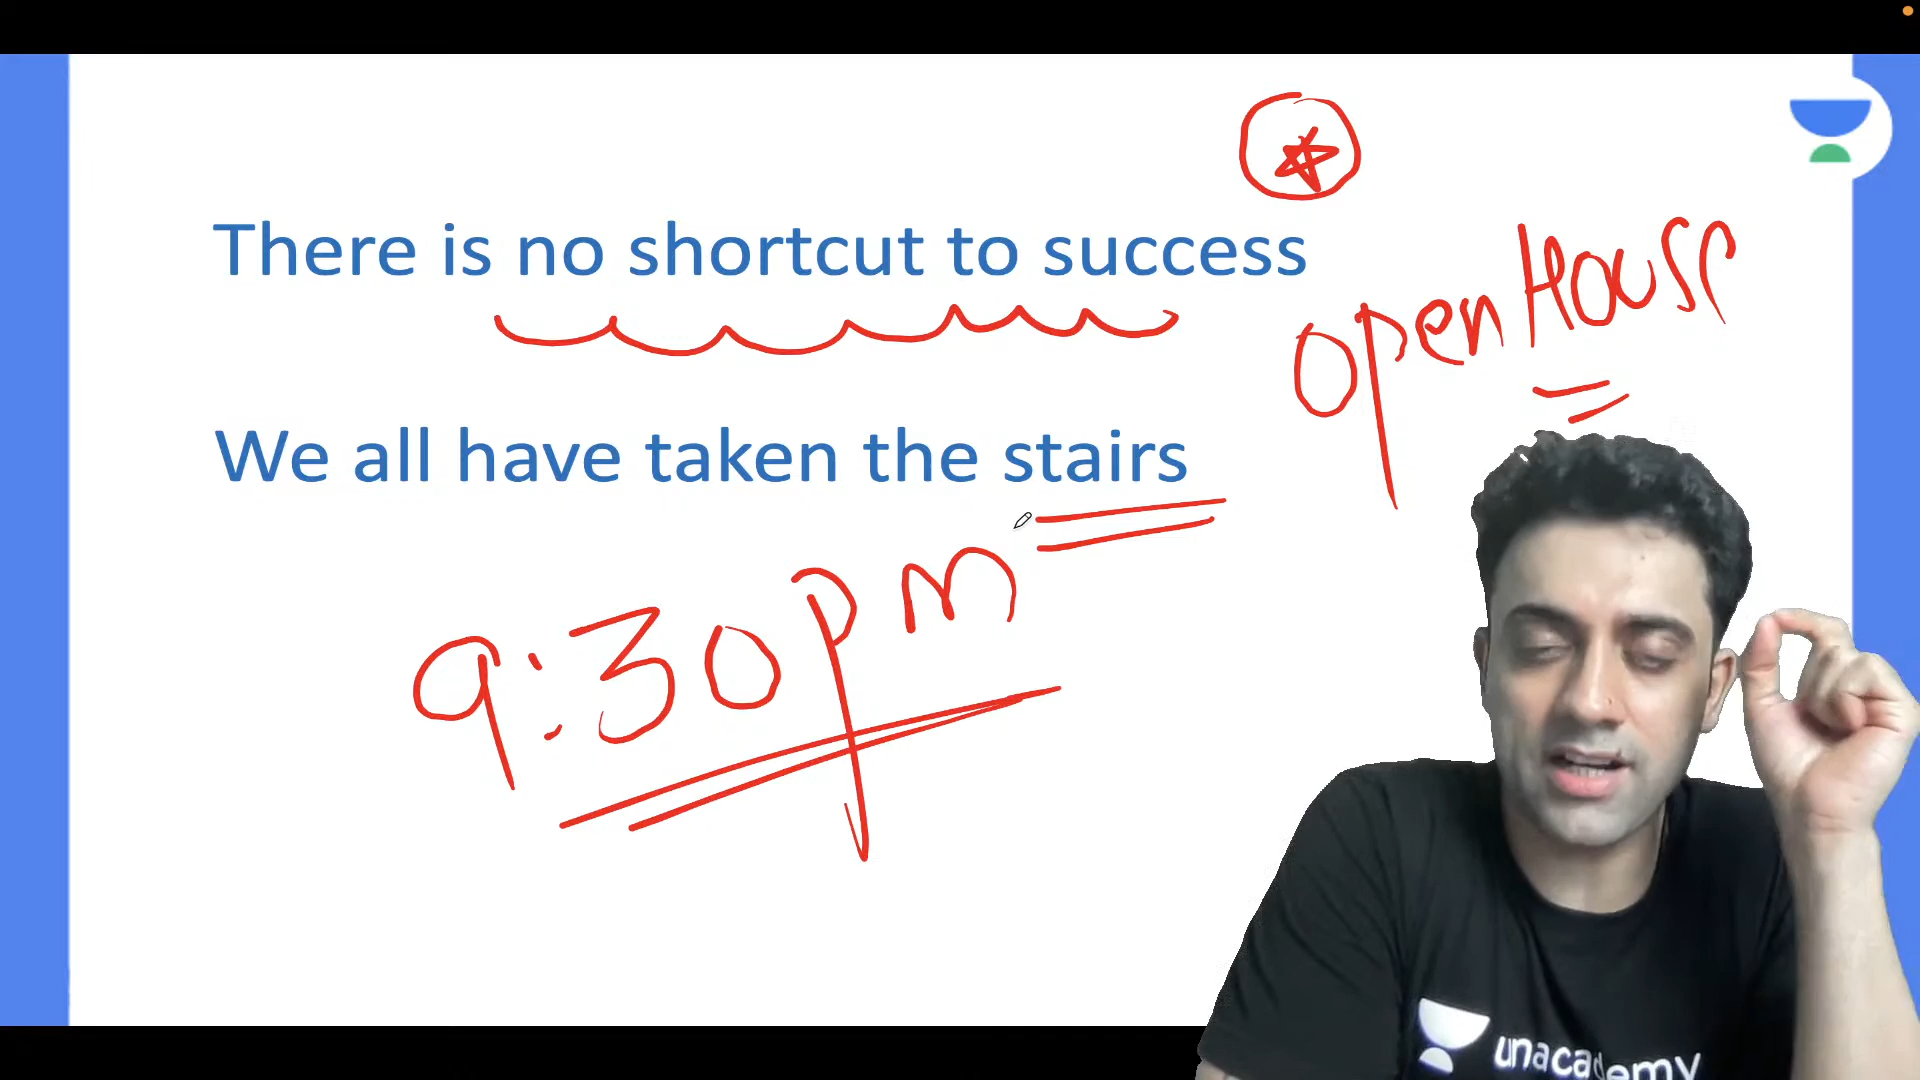 There is no shortcut to success
open House
We all have taken the stairs
9:30pm
unacademy